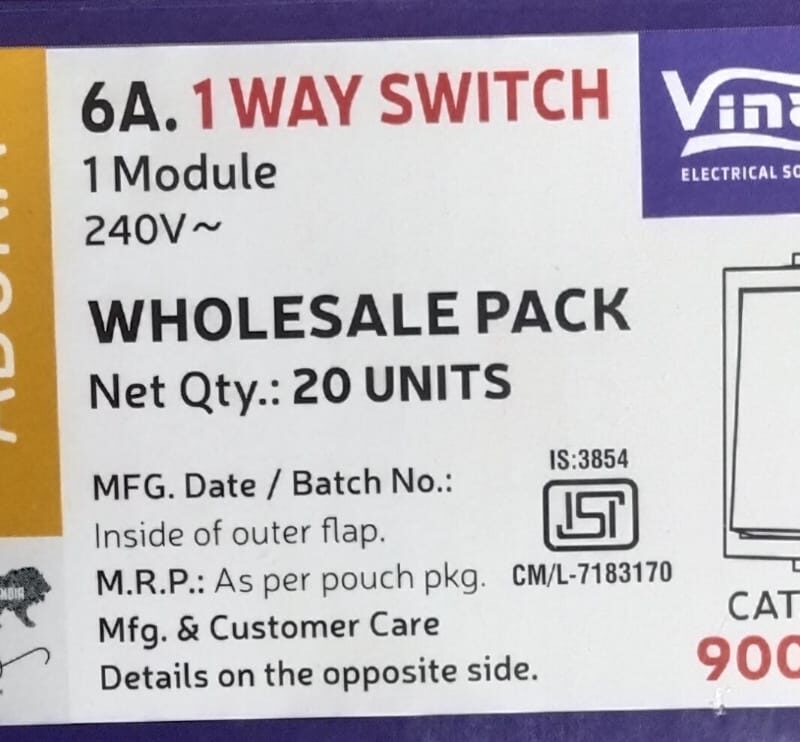 6A. 1 WAY SWITCH
1 Module
240V~
WHOLESALE PACK
Net Qty.: 20 UNITS
MFG. Date / Batch No.:
Inside of outer flap.
M.R.P.: As per pouch pkg.
Mfg. & Customer Care
Details on the opposite side.
IS:3854
ISI
CM/L-7183170
ELECTRICAL
CAT